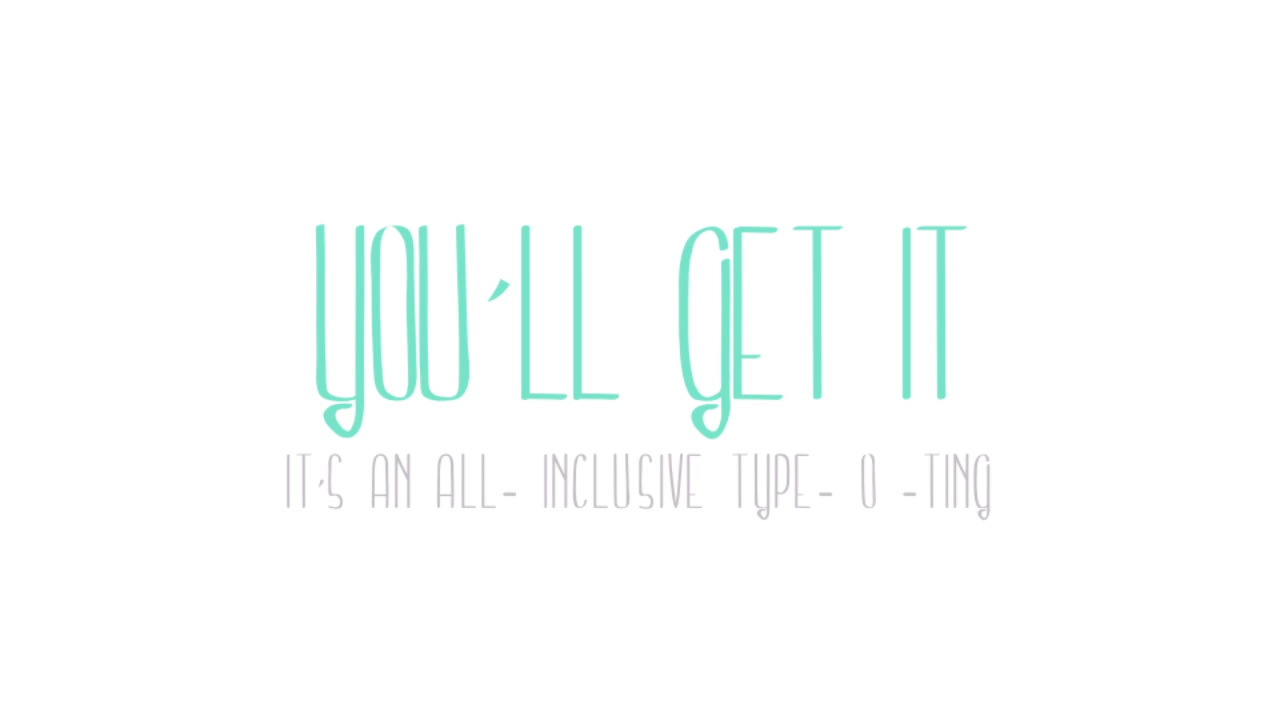 YOU'LL GET IT
IT'S AN ALL- INCLUSIVE TYPE- O -TING